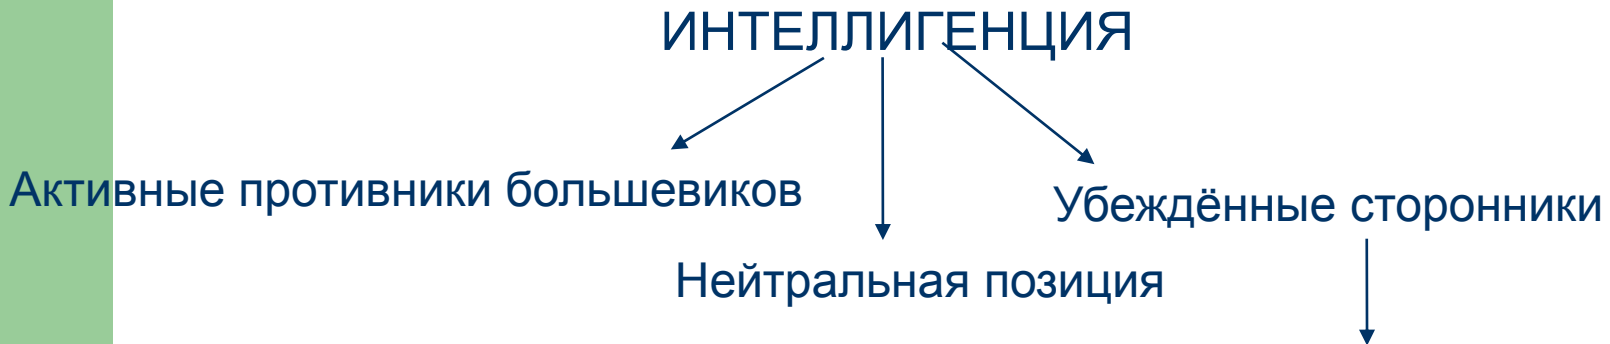 ИНТЕЛЛИГЕНЦИЯ
Активные противники большевиков
Убеждённые сторонники
Нейтральная позиция